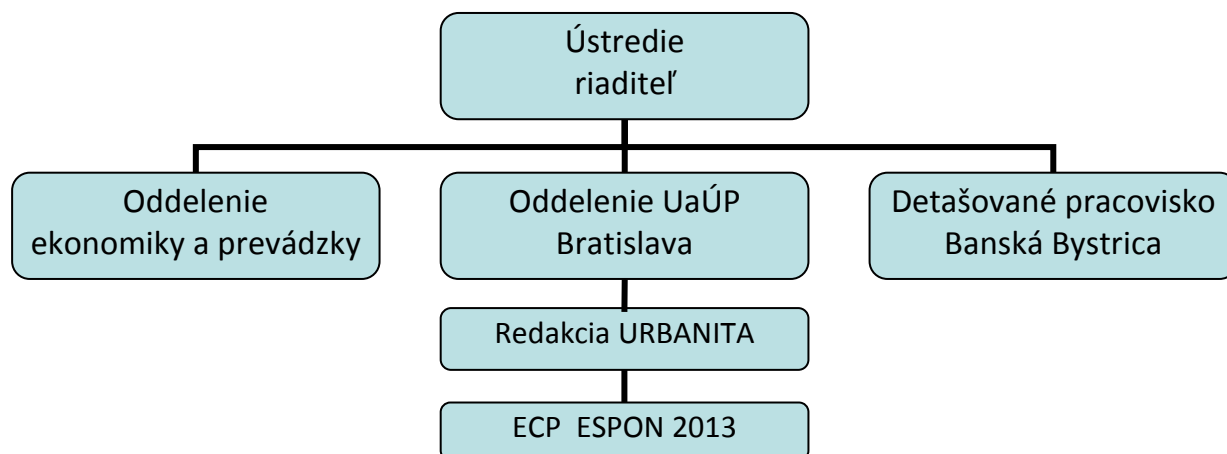 Ústredie
riaditeľ
Oddelenie
ekonomiky a prevádzky
Oddelenie UaÚP
Bratislava
Detašované pracovisko
Banská Bystrica
Redakcia URBANITA
ECP  ESPON 2013